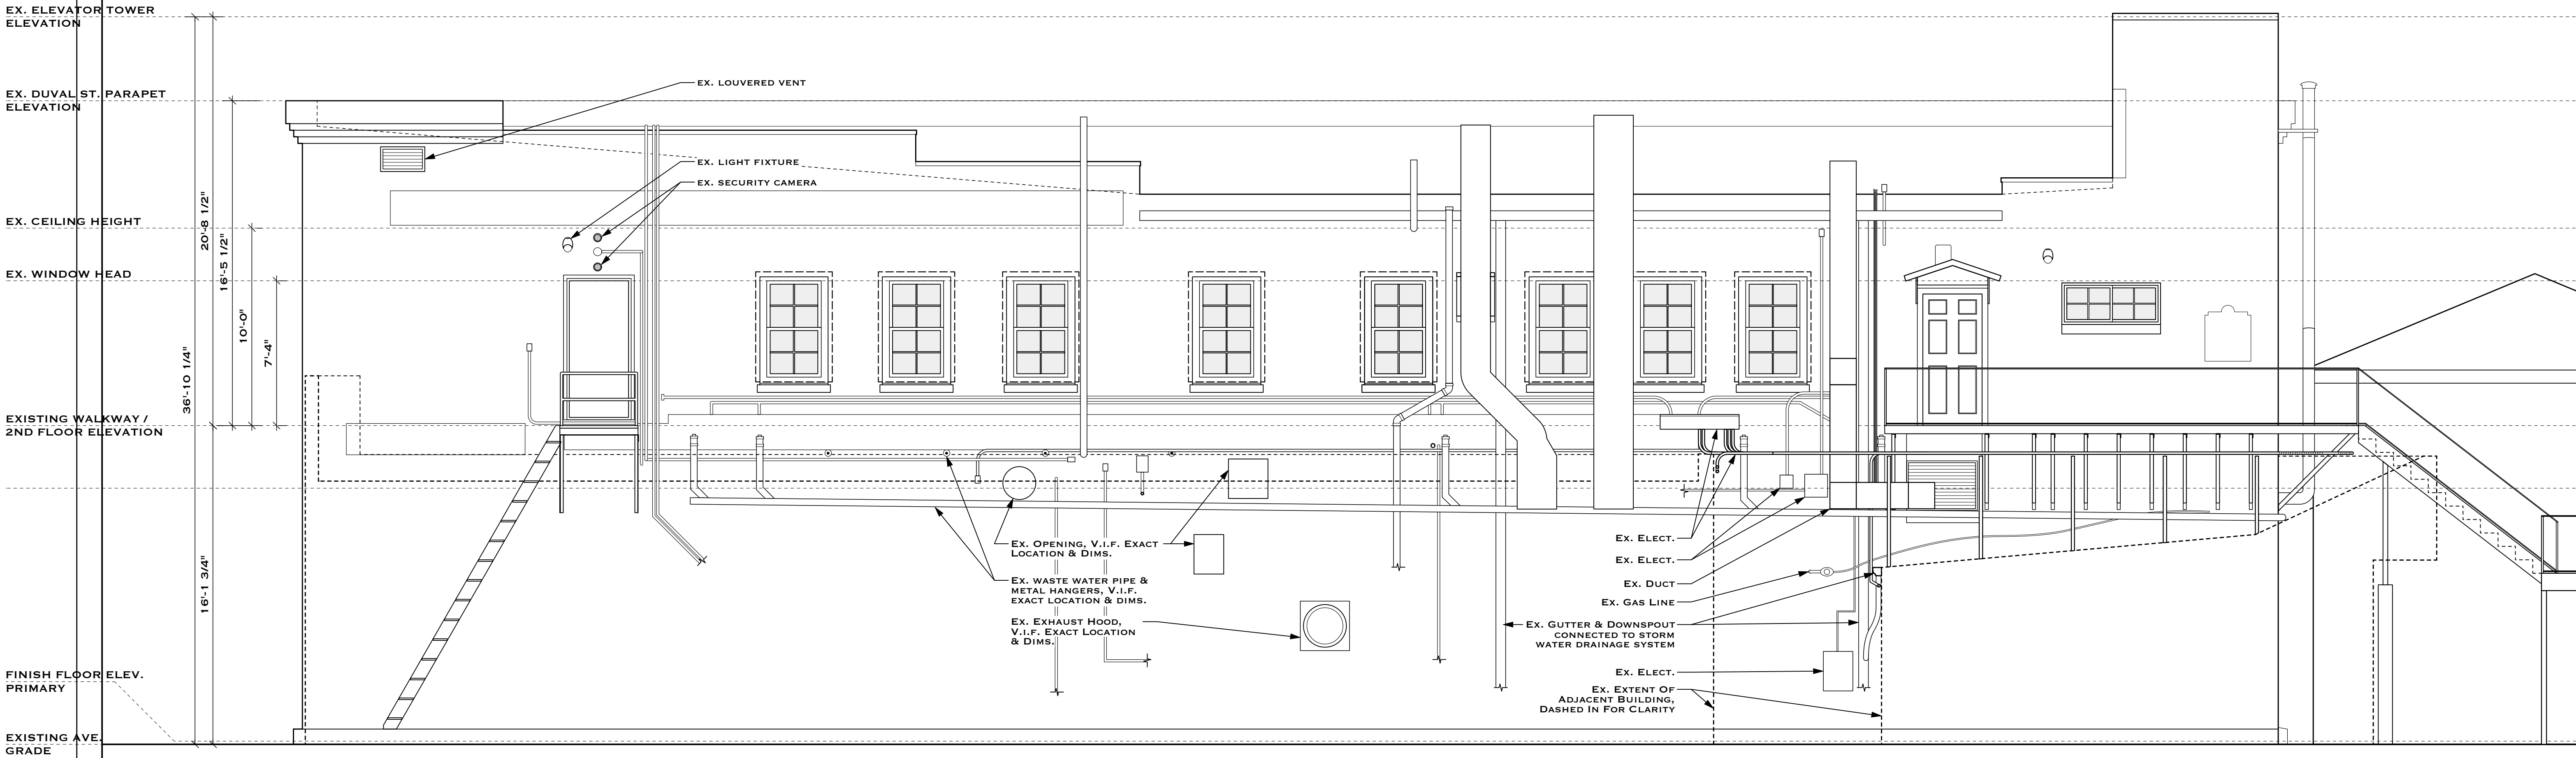 EX. ELEVATOR TOWER
ELEVATION
EX. DUVAL ST. PARAPET
ELEVATION
EX. CEILING HEIGHT
EX. WINDOW HEAD
EXISTING WALKWAY /
2ND FLOOR ELEVATION
FINISH FLOOR ELEV.
PRIMARY
EXISTING AVE.
GRADE
36'-10 1/4"
20'-8 1/2"
16'-1 3/4"
16'-5 1/2"
10'-0"
7'-4"
EX. LOUVERED VENT
EX. LIGHT FIXTURE
EX. SECURITY CAMERA
EX. OPENING, V.I.F. EXACT
LOCATION & DIMS.
EX. WASTE WATER PIPE &
METAL HANGERS, V.I.F.
EXACT LOCATION & DIMS.
EX. EXHAUST HOOD,
V.I.F. EXACT LOCATION
& DIMS.
EX. ELECT.
EX. ELECT.
EX. DUCT
EX. GAS LINE
EX. GUTTER & DOWNSPOUT
CONNECTED TO STORM
WATER DRAINAGE SYSTEM
EX. ELECT.
EX. EXTENT OF
ADJACENT BUILDING,
DASHED IN FOR CLARITY